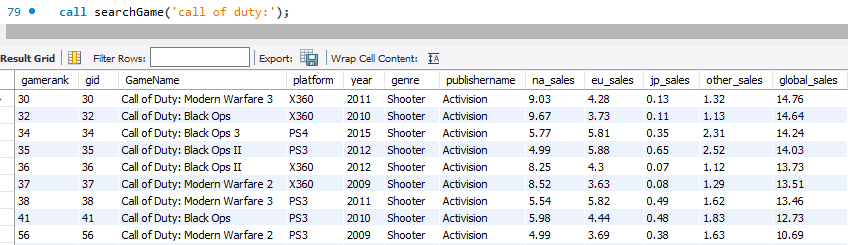 79 call searchGame('call of duty:');
Result Grid Filter Rows: Export: Wrap Cell Content: IA
gamerank gid GameName platform year genre publishername na_sales eu_sales jp_sales other_sales global_sales
30 30 Call of Duty: Modern Warfare 3 X360 2011 Shooter Activision 9.03 4.28 0.13 1.32 14.76
32 32 Call of Duty: Black Ops X360 2010 Shooter Activision 9.67 3.73 0.11 1.13 14.64
34 34 Call of Duty: Black Ops 3 PS4 2015 Shooter Activision 5.77 5.81 0.35 2.31 14.24
35 35 Call of Duty: Black Ops II PS3 2012 Shooter Activision 4.99 5.88 0.65 2.52 14.03
36 36 Call of Duty: Black Ops II X360 2012 Shooter Activision 8.25 4.3 0.07 1.12 13.73
37 37 Call of Duty: Modern Warfare 2 X360 2009 Shooter Activision 8.52 3.63 0.08 1.29 13.51
38 38 Call of Duty: Modern Warfare 3 PS3 2011 Shooter Activision 5.54 5.82 0.49 1.62 13.46
41 41 Call of Duty: Black Ops PS3 2010 Shooter Activision 5.98 4.44 0.48 1.83 12.73
56 56 Call of Duty: Modern Warfare 2 PS3 2009 Shooter Activision 4.99 3.69 0.38 1.63 10.69